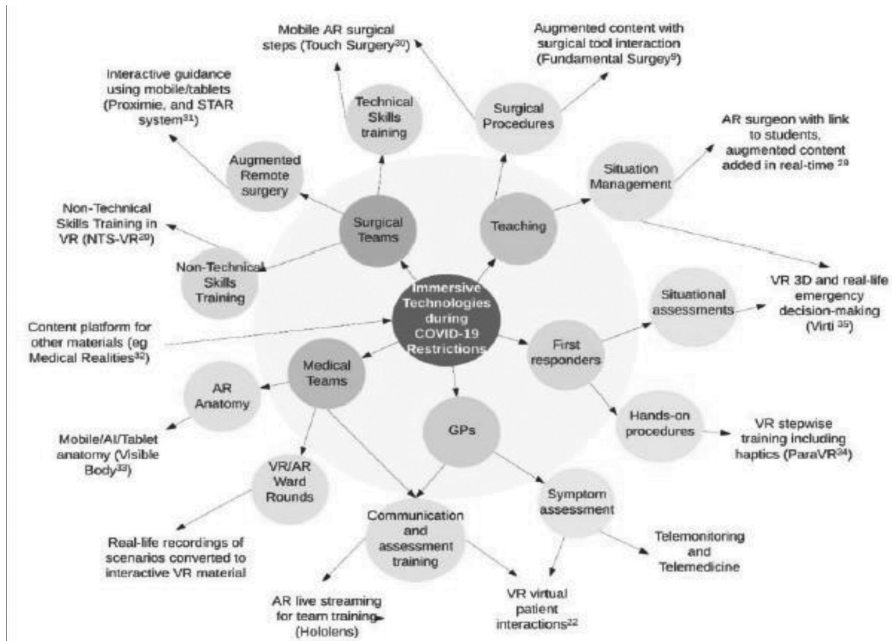 Mobile AR surgical
steps (Touch Surgery³⁰)
Augmented content with
surgical tool interaction
(Fundamental Surgey⁹)
Interactive guidance
using mobile/tablets
(Proximie, and STAR
system³¹)
Technical
Skills
training
Surgical
Procedures
AR surgeon with link
to students,
augmented content
added in real-time ²⁹
Augmented
Remote
surgery
Situation
Management
Non-Technical
Skills Training in
VR (NTS-VR²⁰)
Surgical
Teams
Teaching
Non-Technical
Skills
Training
Immersive
Technologies
during
COVID-19
Restrictions
Situational
assessments
VR 3D and real-life
emergency
decision-making
(Virti ³⁵)
Content platform for
other materials (eg
Medical Realities³²)
Medical
Teams
First
responders
AR
Anatomy
GPs
Hands-on
procedures
VR stepwise
training including
haptics (ParaVR³⁴)
Mobile/AI/Tablet
anatomy (Visible
Body³³)
VR/AR
Ward
Rounds
Symptom
assessment
Communication
and
assessment
training
Real-life recordings of
scenarios converted to
interactive VR material
Telemonitoring
and
Telemedicine
AR live streaming
for team training
(Hololens)
VR virtual
patient
interactions²²